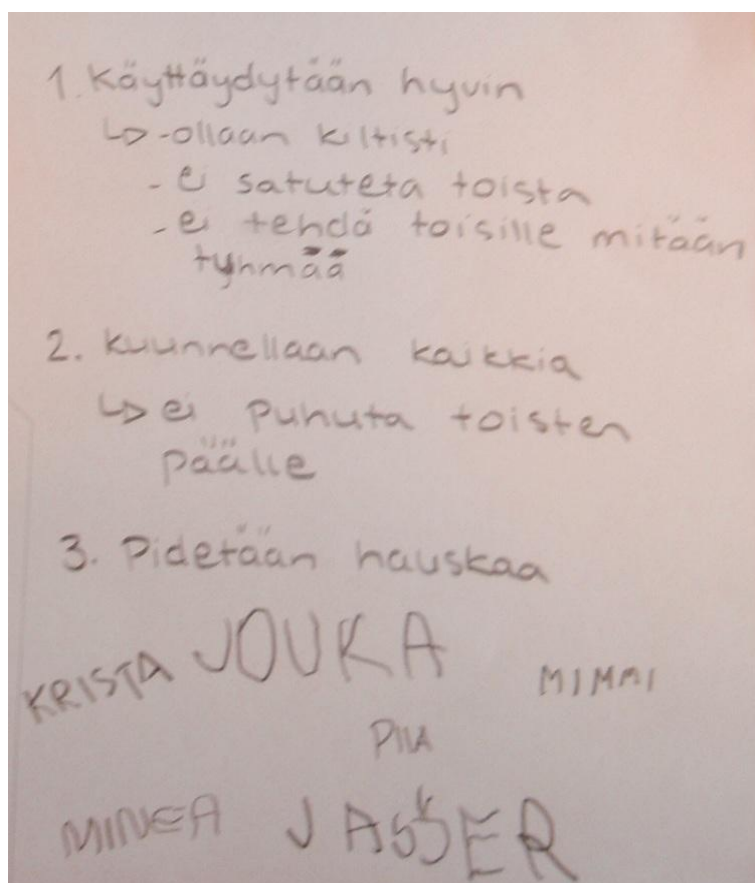 1. Käyttäydytään hyvin
↳ -ollaan kiltisti
- ei satuteta toista
- ei tehdä toisille mitään
tyhmää
2. Kuunnellaan kaikkia
↳ ei puhuta toisten
päälle
3. Pidetään hauskaa
KRISTA JOUKA MIMMI
PIIA
MINEA JASSER